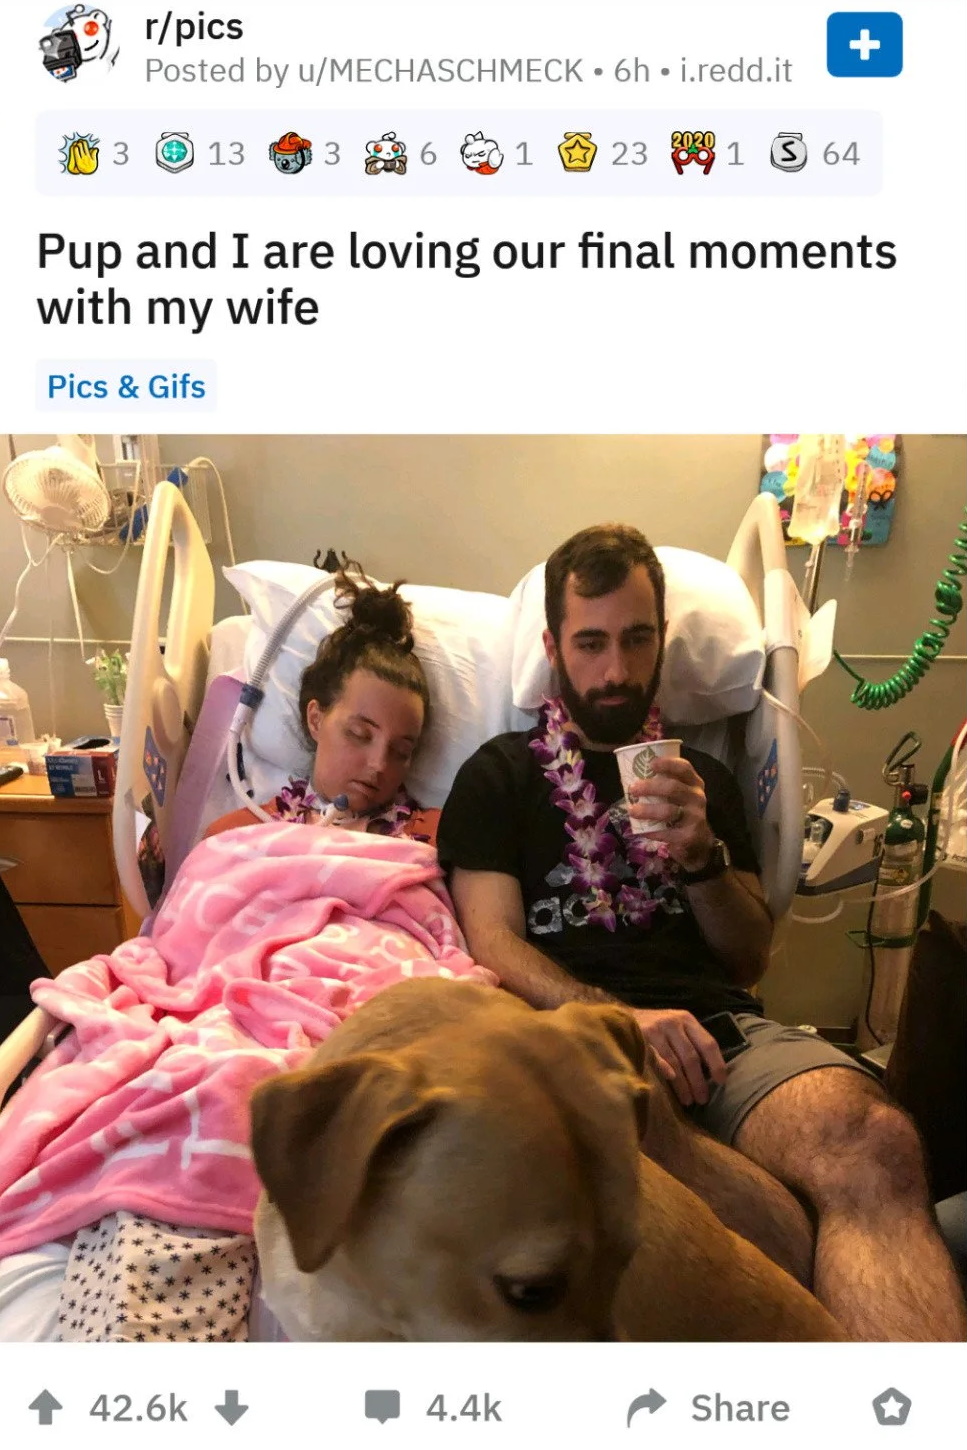 r/pics
Posted by u/MECHASCHMECK • 6h • i.redd.it
3 13 3 6 1 23 2020 1 S 64
Pup and I are loving our final moments
with my wife
Pics & Gifs
L
42.6k 4.4k Share